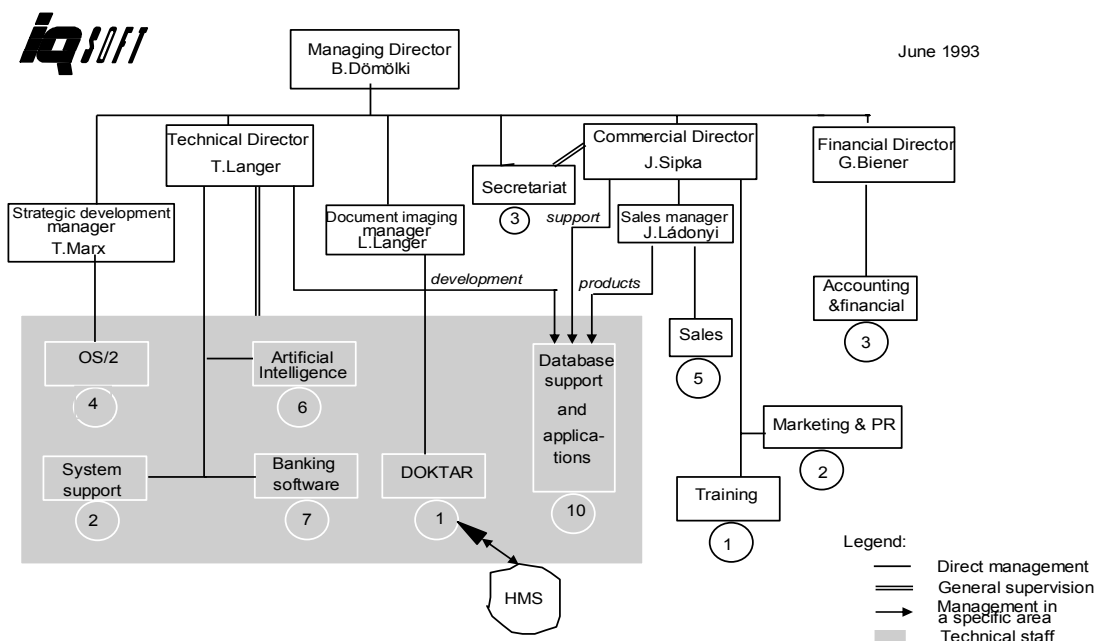 iQ SOFT
June 1993
Managing Director
B.Dömölki
Technical Director
T.Langer
Commercial Director
J.Sipka
Financial Director
G.Biener
Secretariat
3
Strategic development
manager
T.Marx
Document imaging
manager
L.Langer
support
Sales manager
J.Ládonyi
development
products
Accounting
&financial
3
Sales
5
OS/2
4
Artificial
Intelligence
6
Database
support
and
applica-
tions
10
Marketing & PR
2
System
support
2
Banking
software
7
DOKTAR
1
Training
1
HMS
Legend:
Direct management
General supervision
Management in
a specific area
Technical staff